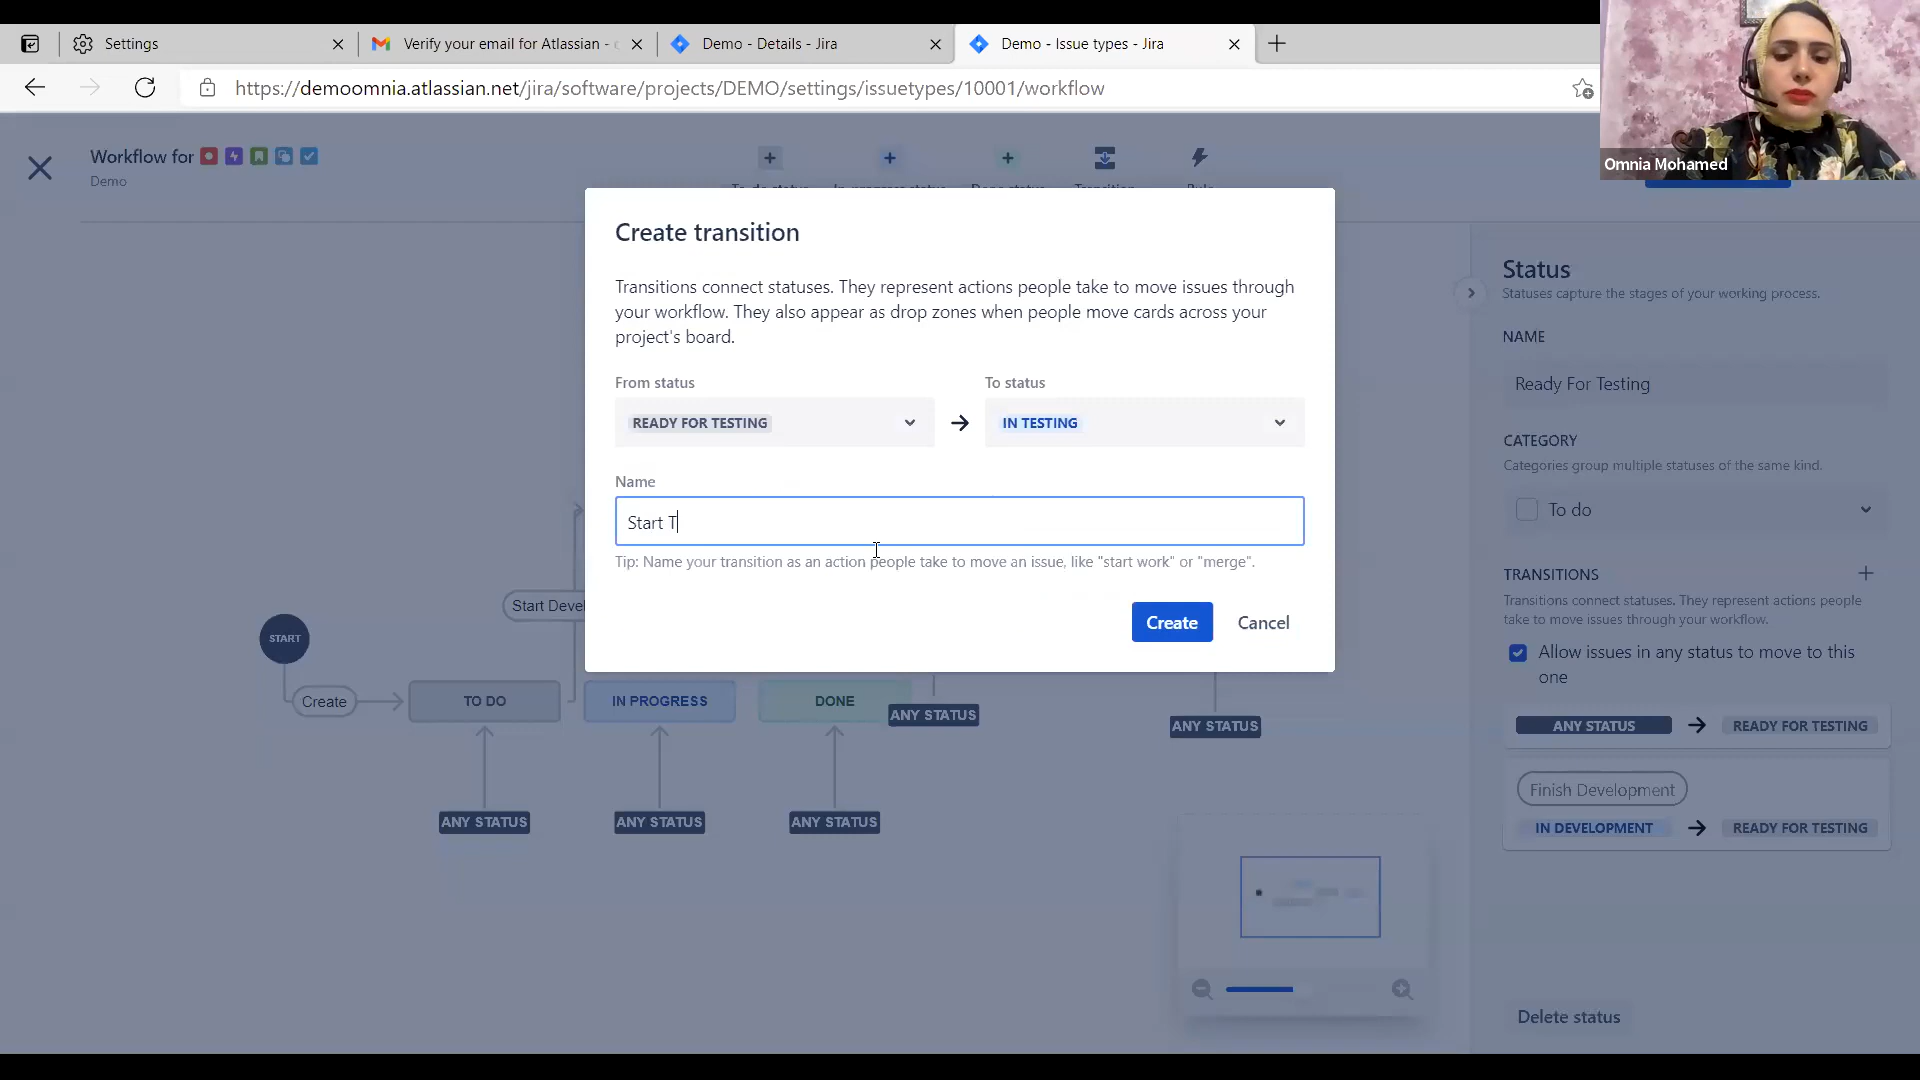 Settings
Verify your email for Atlassian -
Demo - Details - Jira
Demo - Issue types - Jira
https://demoomnia.atlassian.net/jira/software/projects/DEMO/settings/issuetypes/10001/workflow
Omnia Mohamed
Workflow for
Demo
Create transition
Transitions connect statuses. They represent actions people take to move issues through
your workflow. They also appear as drop zones when people move cards across your
project's board.
From status
To status
READY FOR TESTING
IN TESTING
Name
Start T
Tip: Name your transition as an action people take to move an issue, like "start work" or "merge".
Create
Cancel
START
Create
Start Devel
TO DO
IN PROGRESS
DONE
ANY STATUS
ANY STATUS
ANY STATUS
ANY STATUS
ANY STATUS
Status
Statuses capture the stages of your working process.
NAME
Ready For Testing
CATEGORY
Categories group multiple statuses of the same kind.
To do
TRANSITIONS
Transitions connect statuses. They represent actions people
take to move issues through your workflow.
Allow issues in any status to move to this
one
ANY STATUS
READY FOR TESTING
Finish Development
IN DEVELOPMENT
READY FOR TESTING
Delete status